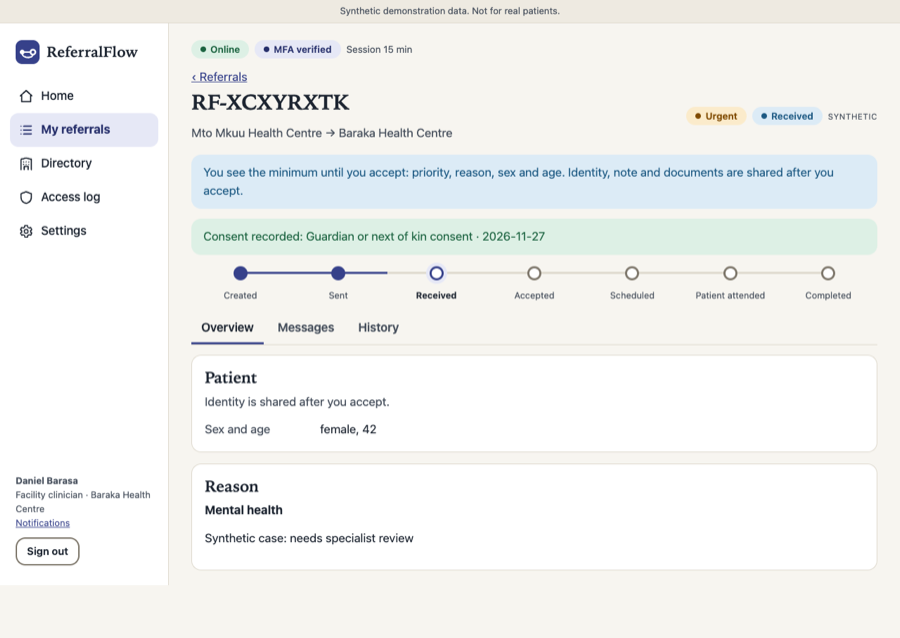 Synthetic demonstration data. Not for real patients.
ReferralFlow
Home
My referrals
Directory
Access log
Settings
Daniel Barasa
Facility clinician · Baraka Health
Centre
Notifications
Sign out
Online
MFA verified
Session 15 min
‹ Referrals
RF-XCXYRXTK
Mto Mkuu Health Centre → Baraka Health Centre
Urgent
Received
SYNTHETIC
You see the minimum until you accept: priority, reason, sex and age. Identity, note and documents are shared after you
accept.
Consent recorded: Guardian or next of kin consent · 2026-11-27
Created
Sent
Received
Accepted
Scheduled
Patient attended
Completed
Overview
Messages
History
Patient
Identity is shared after you accept.
Sex and age female, 42
Reason
Mental health
Synthetic case: needs specialist review